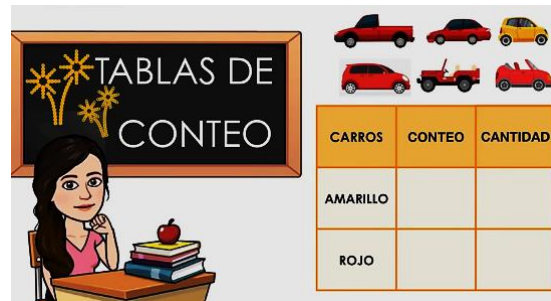 TABLAS DE
CONTEO
CARROS CONTEO CANTIDAD
AMARILLO
ROJO